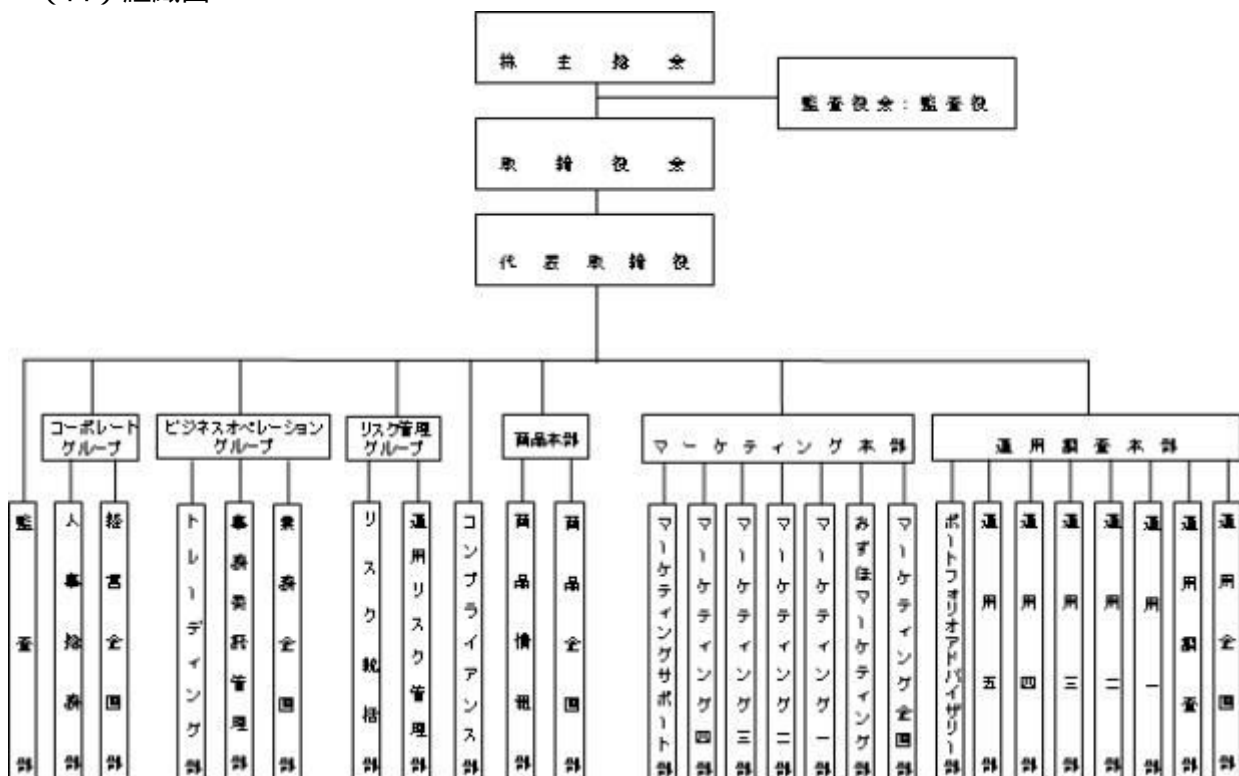 株主総会
監査役会:監査役
取締役会
代表取締役
コーポレート
グループ
ビジネスオペレーション
グループ
リスク管理
グループ
商品本部
マーケティング本部
運用調査本部
監査部
人事総務部
経営企画部
トレーディング部
事務委託管理部
業務企画部
リスク統括部
運用リスク管理部
コンプライアンス部
商品情報部
商品企画部
マーケティングサポート部
マーケティング四部
マーケティング三部
マーケティング二部
マーケティング一部
みずほマーケティング部
マーケティング企画部
ポートフォリオアドバイザリー部
運用五部
運用四部
運用三部
運用二部
運用一部
運用調査部
運用企画部